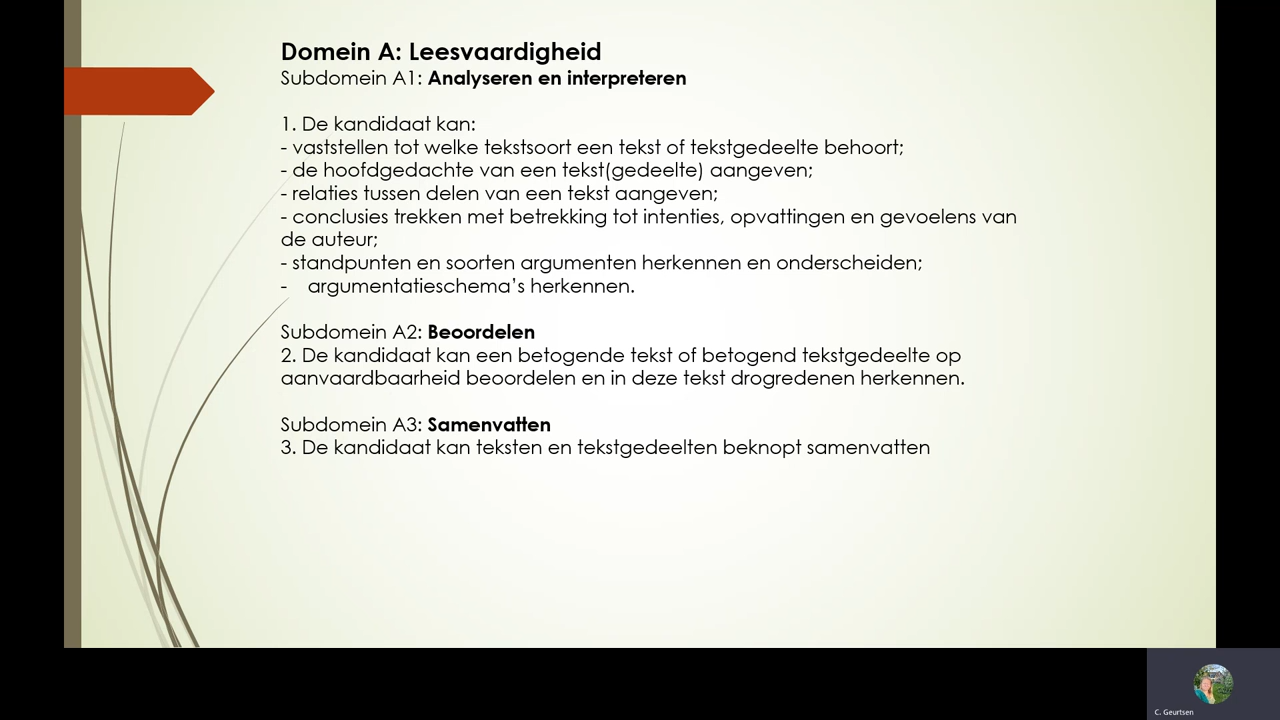 Domein A: Leesvaardigheid
Subdomein A1: Analyseren en interpreteren
1. De kandidaat kan:
- vaststellen tot welke tekstsoort een tekst of tekstgedeelte behoort;
- de hoofdgedachte van een tekst(gedeelte) aangeven;
- relaties tussen delen van een tekst aangeven;
- conclusies trekken met betrekking tot intenties, opvattingen en gevoelens van
de auteur;
- standpunten en soorten argumenten herkennen en onderscheiden;
- argumentatieschema's herkennen.
Subdomein A2: Beoordelen
2. De kandidaat kan een betogende tekst of betogend tekstgedeelte op
aanvaardbaarheid beoordelen en in deze tekst drogredenen herkennen.
Subdomein A3: Samenvatten
3. De kandidaat kan teksten en tekstgedeelten beknopt samenvatten
C. Geurtsen